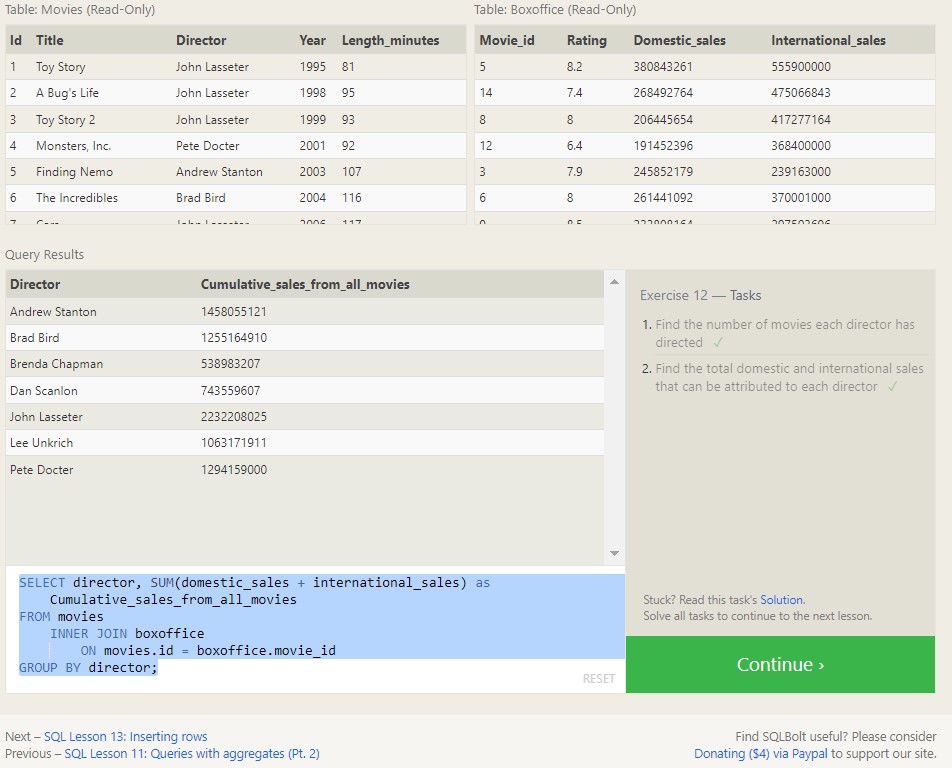 Table: Movies (Read-Only)
Table: Boxoffice (Read-Only)
Id Title Director Year Length_minutes
1 Toy Story John Lasseter 1995 81
2 A Bug's Life John Lasseter 1998 95
3 Toy Story 2 John Lasseter 1999 93
4 Monsters, Inc. Pete Docter 2001 92
5 Finding Nemo Andrew Stanton 2003 107
6 The Incredibles Brad Bird 2004 116
7 Cars John Lasseter 2006 117
Movie_id Rating Domestic_sales International_sales
5 8.2 380843261 555900000
14 7.4 268492764 475066843
8 8 206445654 417277164
12 6.4 191452396 368400000
3 7.9 245852179 239163000
6 8 261441092 370001000
Query Results
Director Cumulative_sales_from_all_movies
Andrew Stanton 1458055121
Brad Bird 1255164910
Brenda Chapman 538983207
Dan Scanlon 743559607
John Lasseter 2232208025
Lee Unkrich 1063171911
Pete Docter 1294159000
Exercise 12 — Tasks
1. Find the number of movies each director has
directed ✓
2. Find the total domestic and international sales
that can be attributed to each director ✓
SELECT director, SUM(domestic_sales + international_sales) as
Cumulative_sales_from_all_movies
FROM movies
INNER JOIN boxoffice
ON movies.id = boxoffice.movie_id
GROUP BY director;
RESET
Stuck? Read this task's Solution.
Solve all tasks to continue to the next lesson.
Continue ›
Next – SQL Lesson 13: Inserting rows
Previous – SQL Lesson 11: Queries with aggregates (Pt. 2)
Find SQLBolt useful? Please consider
Donating ($4) via Paypal to support our site.